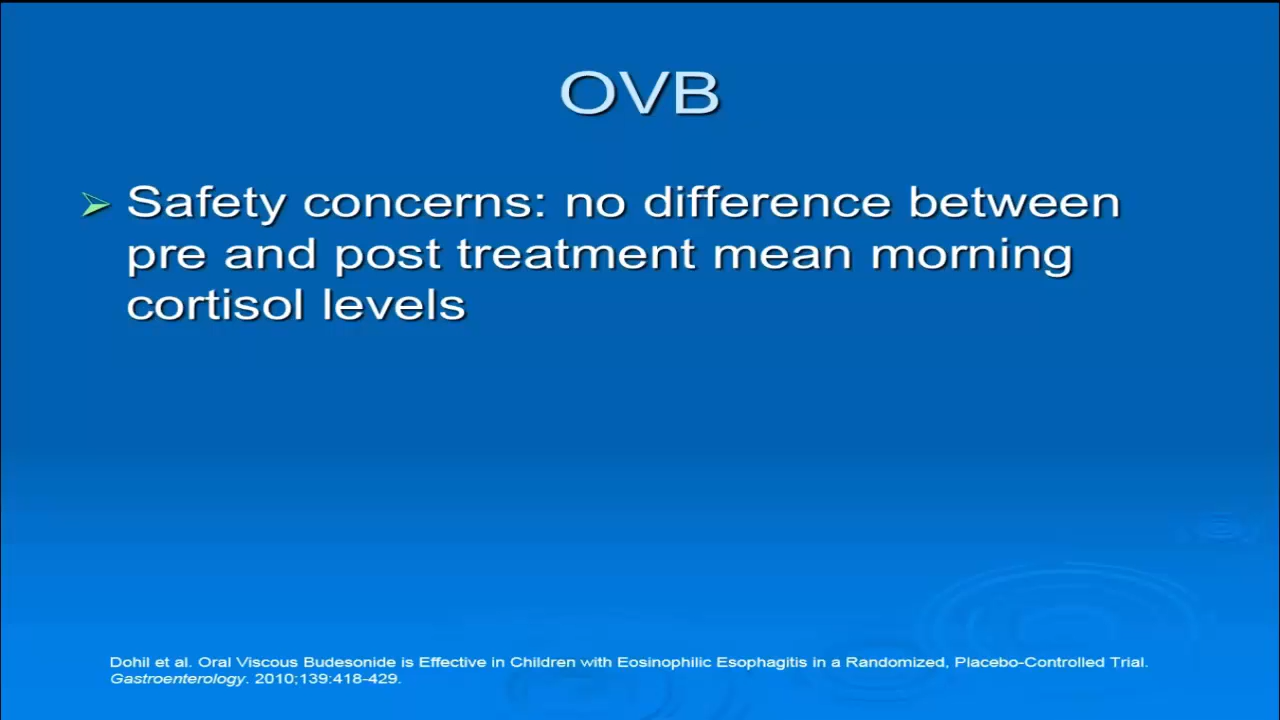 OVB
Safety concerns: no difference between
pre and post treatment mean morning
cortisol levels
Dohil et al. Oral Viscous Budesonide is Effective in Children with Eosinophilic Esophagitis in a Randomized, Placebo-Controlled Trial.
Gastroenterology. 2010;139:418-429.